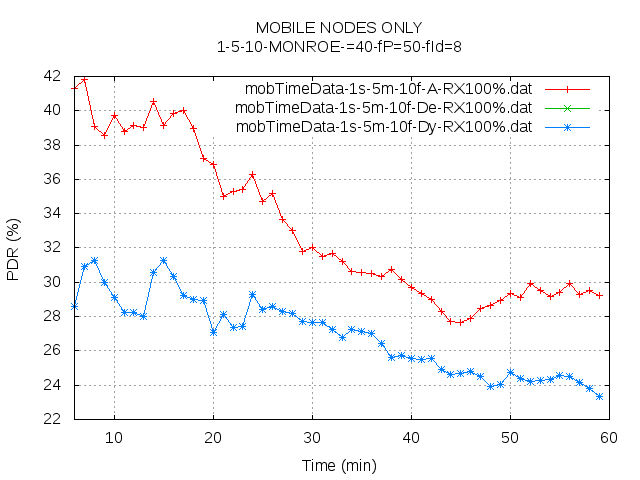 MOBILE NODES ONLY
1-5-10-MONROE-=40-fP=50-fId=8
mobTimeData-1s-5m-10f-A-RX100%.dat
mobTimeData-1s-5m-10f-De-RX100%.dat
mobTimeData-1s-5m-10f-Dy-RX100%.dat
PDR (%)
42
40
38
36
34
32
30
28
26
24
22
10 20 30 40 50 60
Time (min)